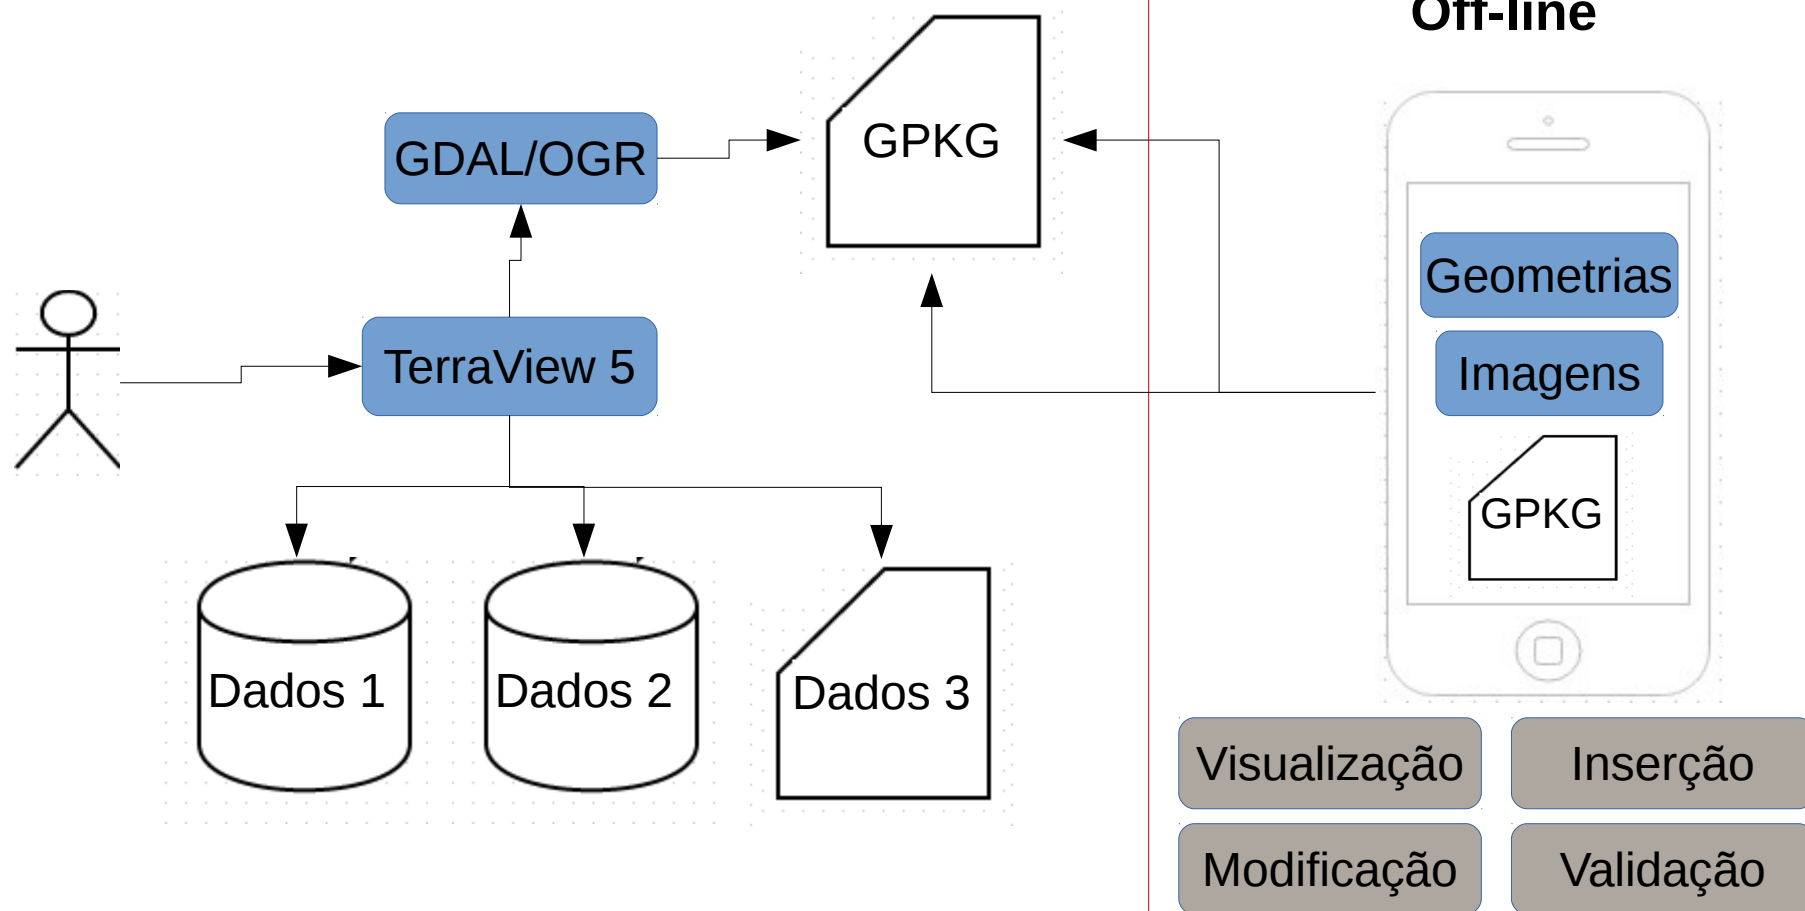 Off-line
GPKG
GDAL/OGR
Geometrias
TerraView 5
Imagens
GPKG
Dados 1
Dados 2
Dados 3
Visualização
Inserção
Modificação
Validação